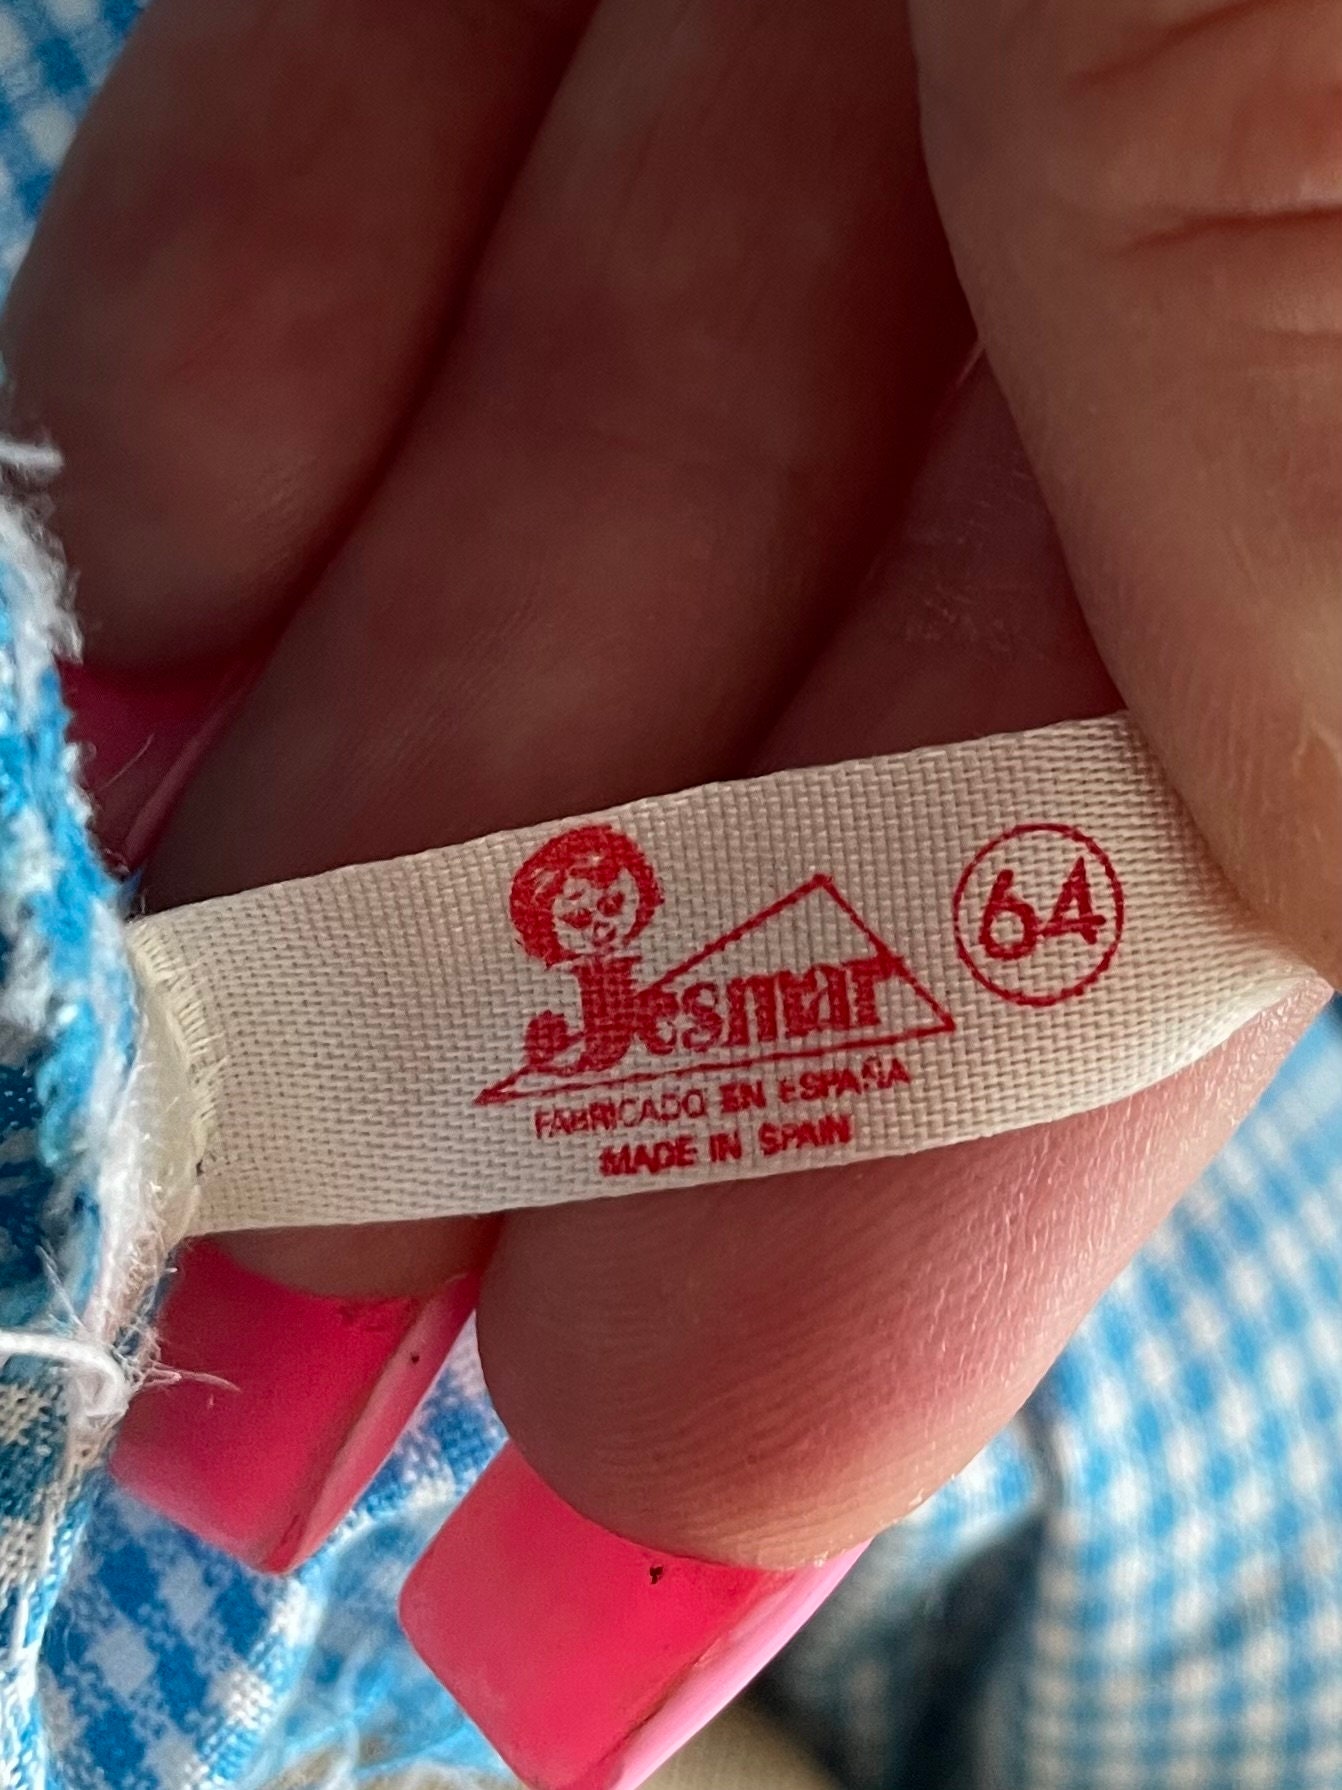 Jesmar
64
FABRICADO EN ESPAÑA
MADE IN SPAIN